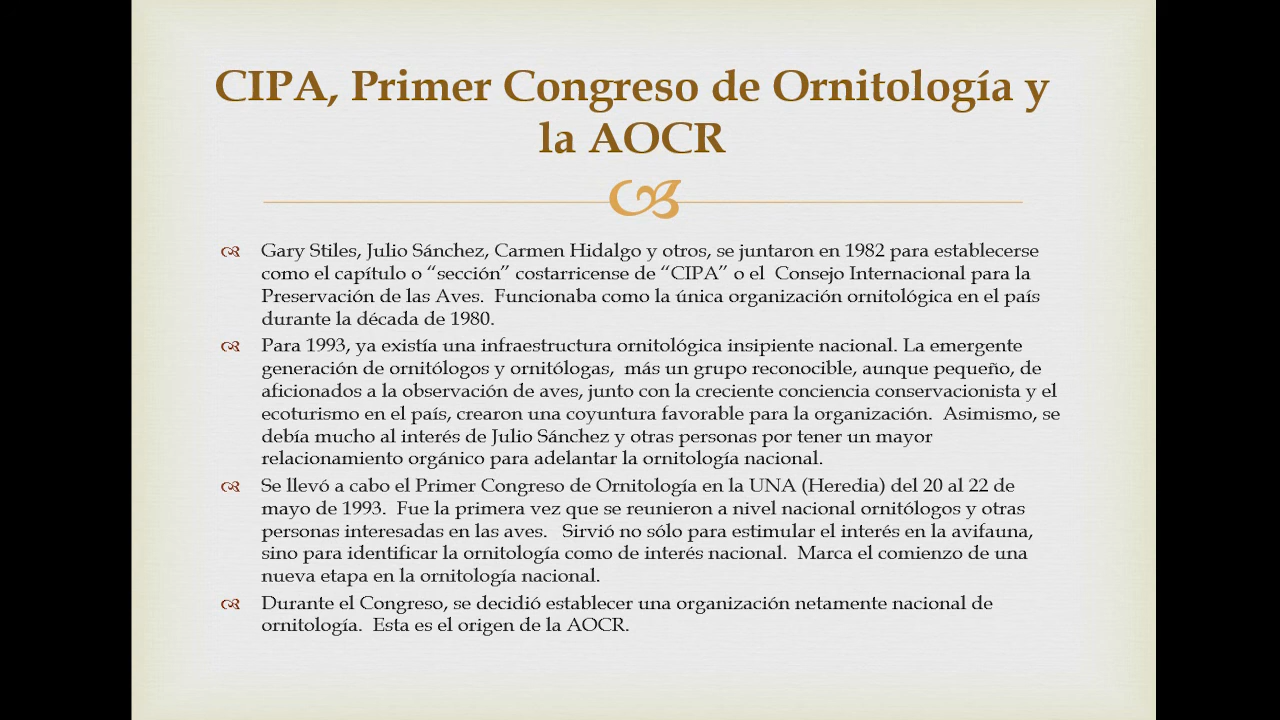 CIPA, Primer Congreso de Ornitología y
la AOCR
Gary Stiles, Julio Sánchez, Carmen Hidalgo y otros, se juntaron en 1982 para establecerse
como el capítulo o “sección” costarricense de “CIPA” o el  Consejo Internacional para la
Preservación de las Aves.  Funcionaba como la única organización ornitológica en el país
durante la década de 1980.
Para 1993, ya existía una infraestructura ornitológica insipiente nacional. La emergente
generación de ornitólogos y ornitólogas,  más un grupo reconocible, aunque pequeño, de
aficionados a la observación de aves, junto con la creciente conciencia conservacionista y el
ecoturismo en el país, crearon una coyuntura favorable para la organización.  Asimismo, se
debía mucho al interés de Julio Sánchez y otras personas por tener un mayor
relacionamiento orgánico para adelantar la ornitología nacional.
Se llevó a cabo el Primer Congreso de Ornitología en la UNA (Heredia) del 20 al 22 de
mayo de 1993.  Fue la primera vez que se reunieron a nivel nacional ornitólogos y otras
personas interesadas en las aves.   Sirvió no sólo para estimular el interés en la avifauna,
sino para identificar la ornitología como de interés nacional.  Marca el comienzo de una
nueva etapa en la ornitología nacional.
Durante el Congreso, se decidió establecer una organización netamente nacional de
ornitología.  Esta es el origen de la AOCR.